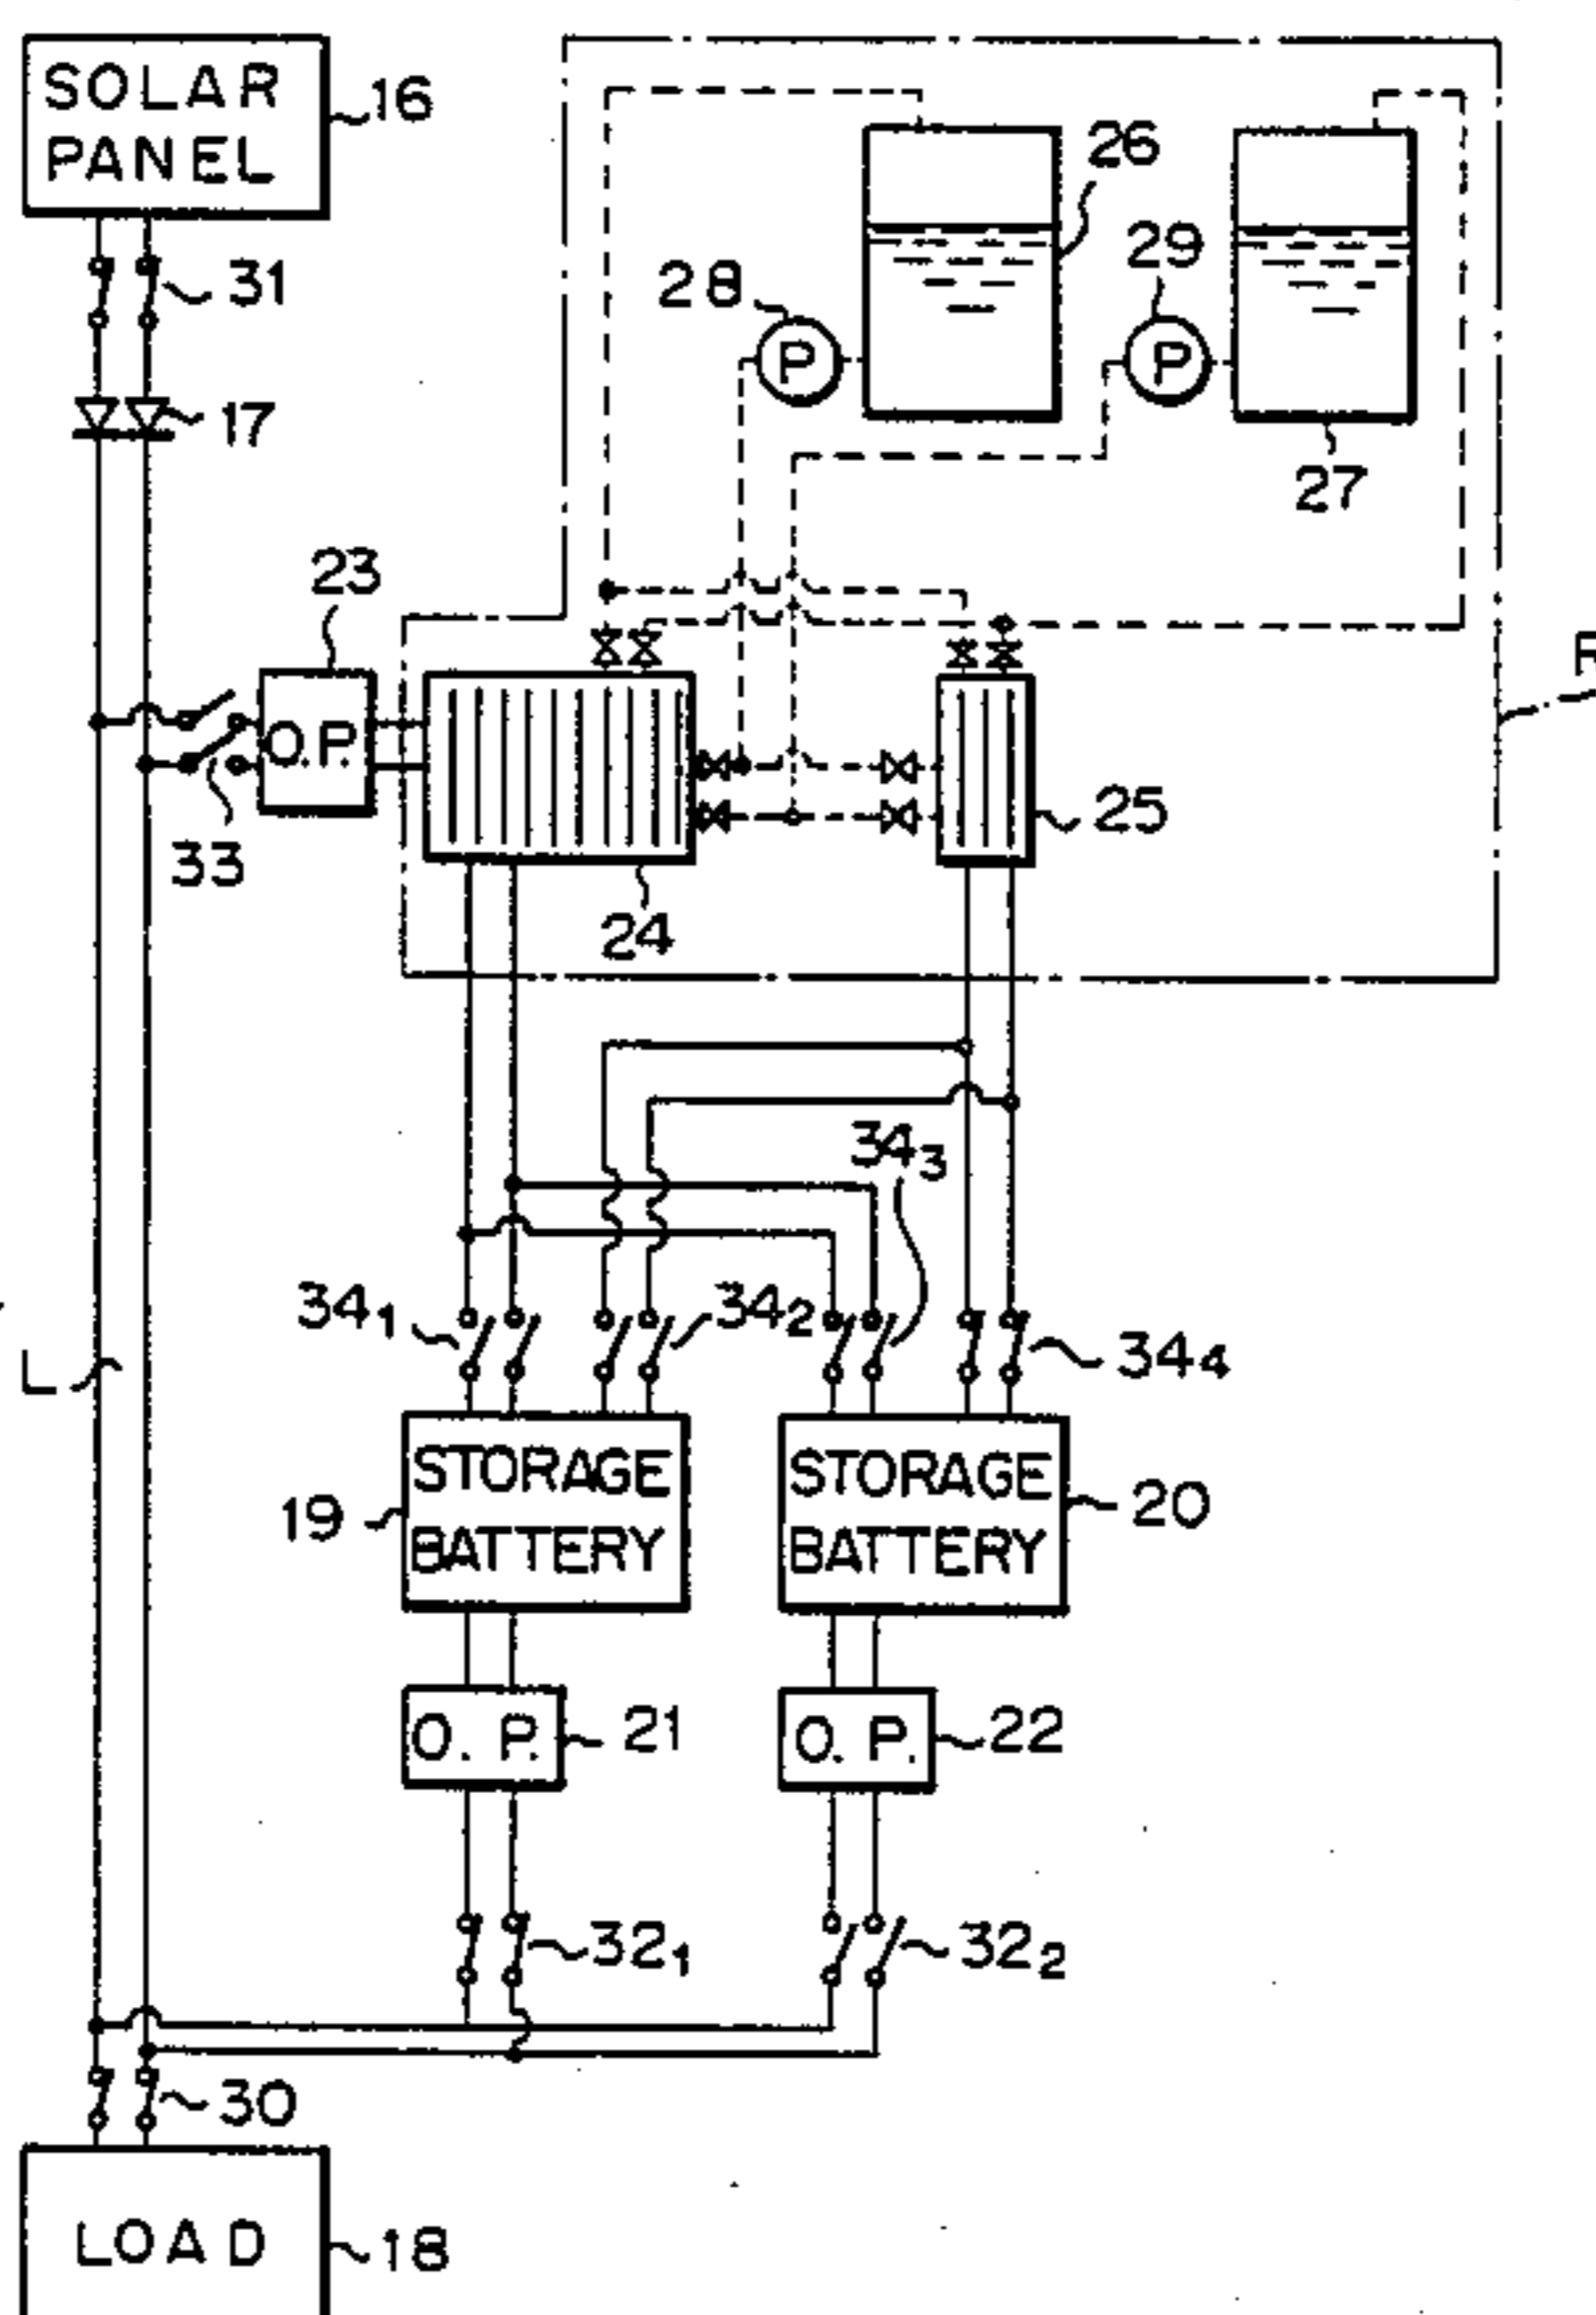 SOLAR
PANEL
16
26
31
28
29
P
P
17
27
23
R
O.P.
33
24
25
34₃
34₁
34₂
34₄
L
STORAGE
BATTERY
19
STORAGE
BATTERY
20
O. P.
21
O. P.
22
32₁
32₂
30
LOAD
18